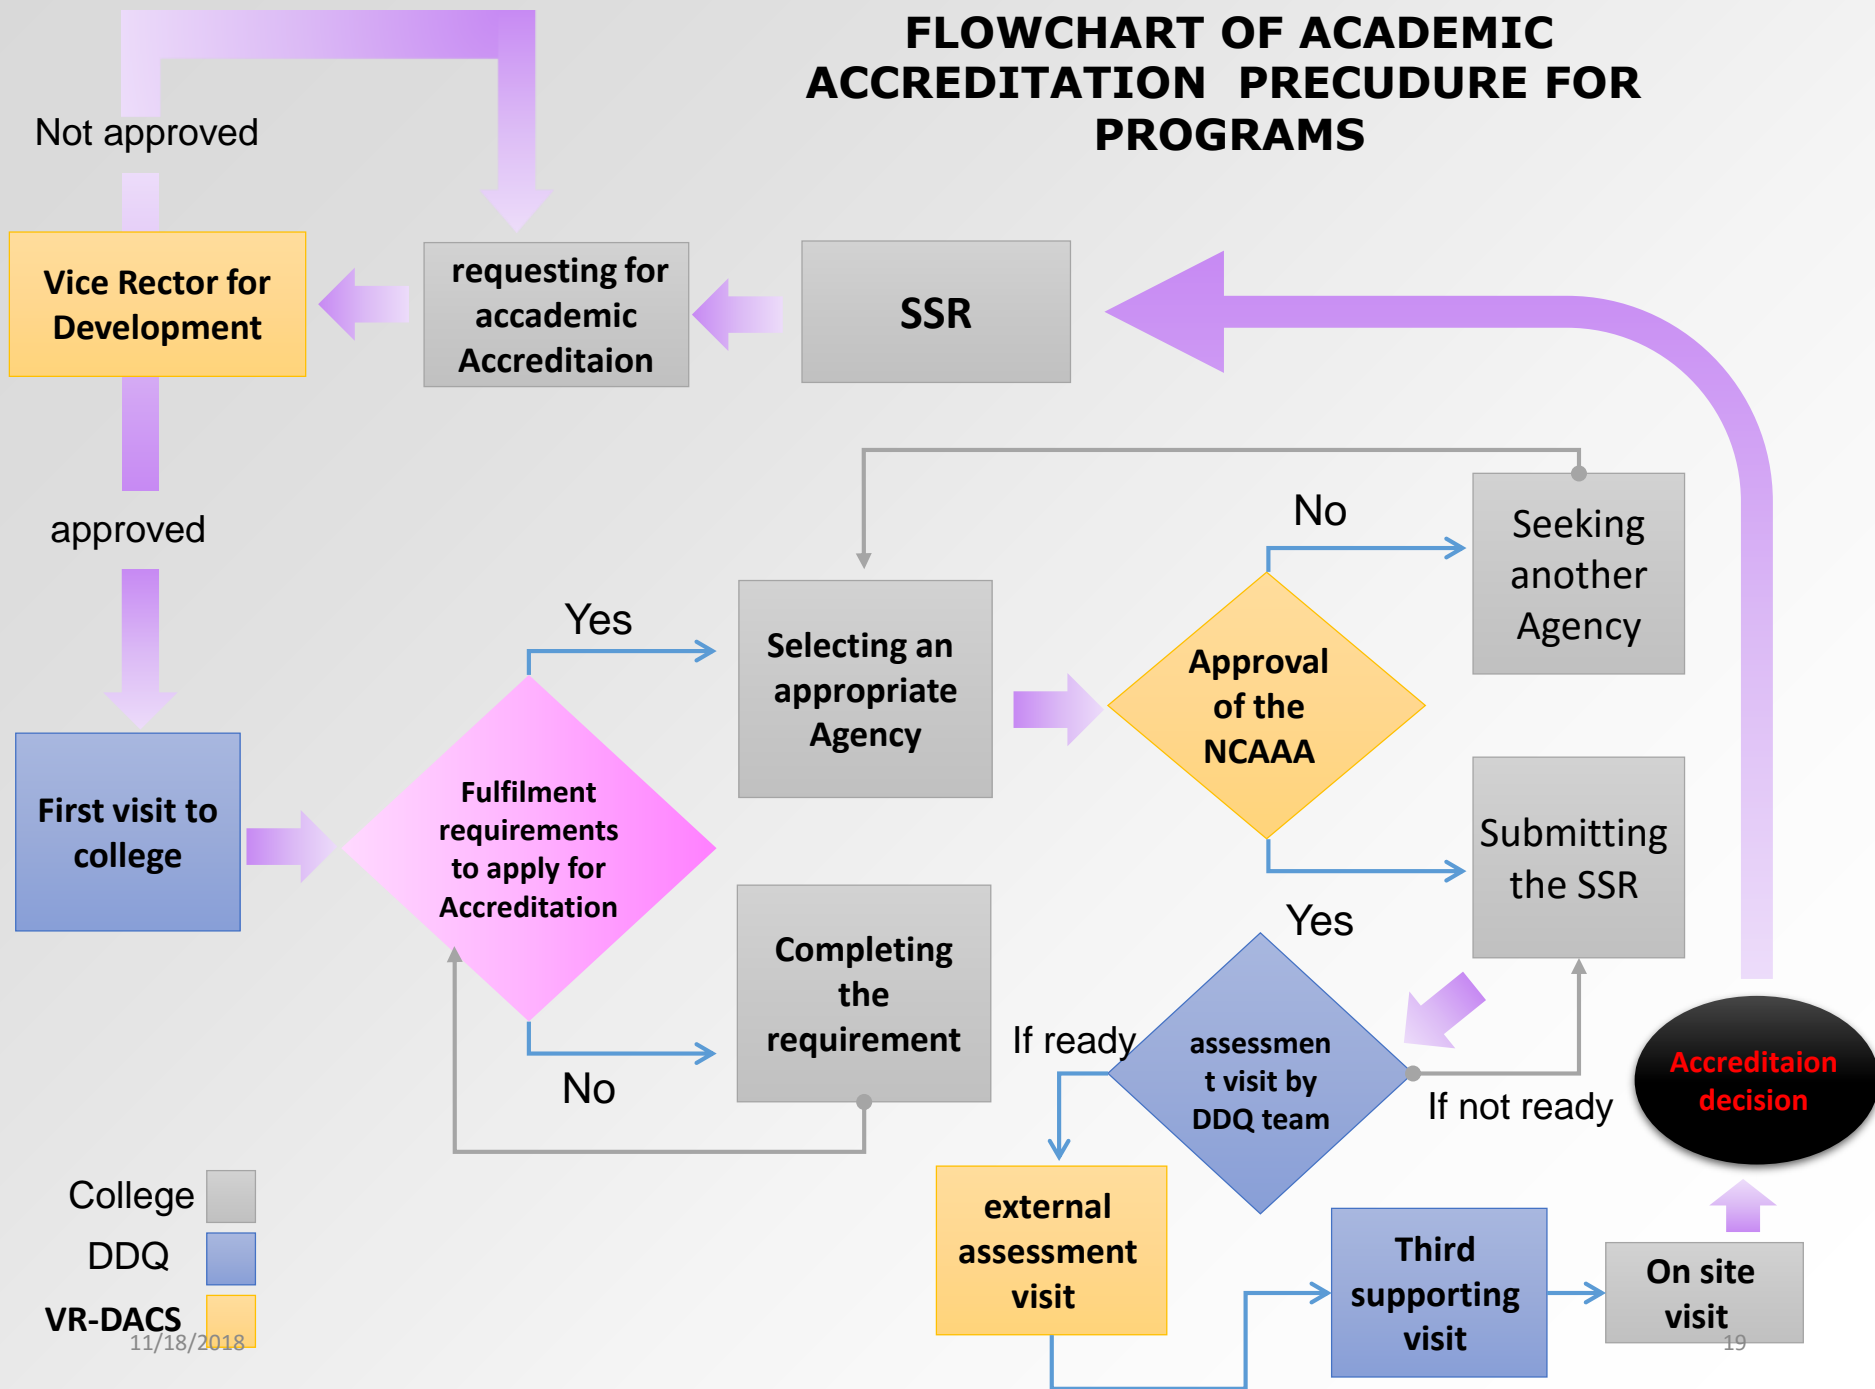 FLOWCHART OF ACADEMIC
ACCREDITATION PRECUDURE FOR
PROGRAMS
Not approved
Vice Rector for
Development
requesting for
accademic
Accreditaion
SSR
approved
First visit to
college
Fulfilment
requirements
to apply for
Accreditation
Yes
No
Selecting an
appropriate
Agency
Completing
the
requirement
Approval
of the
NCAAA
No
Yes
Seeking
another
Agency
Submitting
the SSR
If ready
assessmen
t visit by
DDQ team
If not ready
external
assessment
visit
Third
supporting
visit
On site
visit
Accreditaion
decision
College
DDQ
VR-DACS
11/18/2018
19